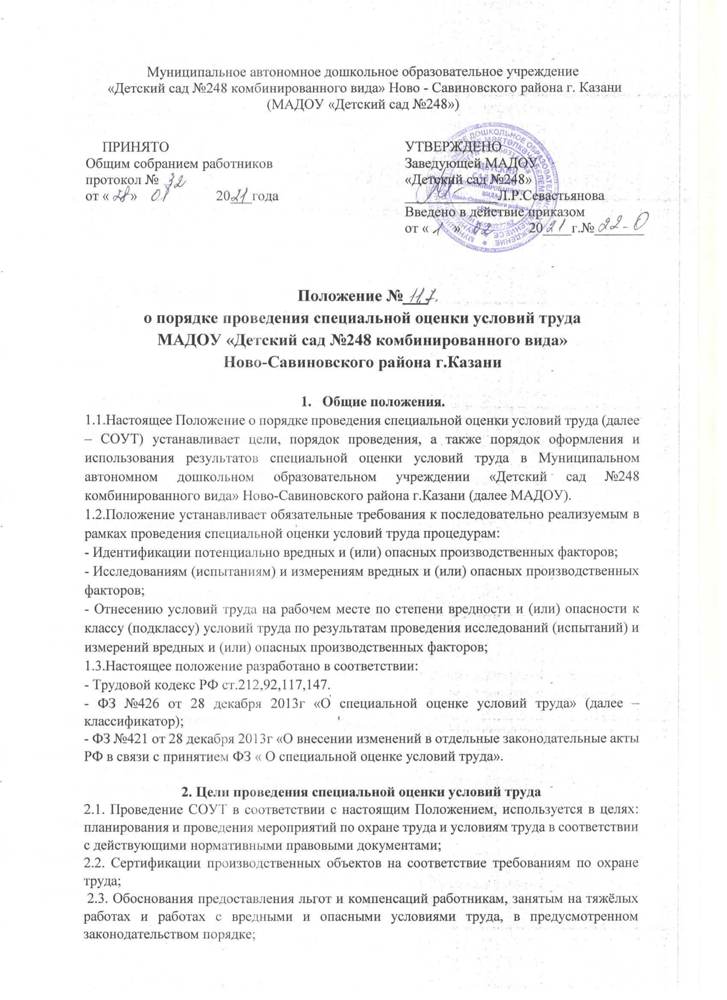 Муниципальное автономное дошкольное образовательное учреждение
«Детский сад №248 комбинированного вида» Ново - Савиновского района г. Казани
(МАДОУ «Детский сад №248»)
ПРИНЯТО
Общим собранием работников
протокол № 32
от « 28 » 01 2021 года
УТВЕРЖДЕНО
Заведующей МАДОУ
«Детский сад №248»
Л.Р.Севастьянова
Введено в действие приказом
от « 1 » 02 2021 г.№ 22-О
Положение № 11.7.
о порядке проведения специальной оценки условий труда
МАДОУ «Детский сад №248 комбинированного вида»
Ново-Савиновского района г.Казани
1. Общие положения.
1.1.Настоящее Положение о порядке проведения специальной оценки условий труда (далее
– СОУТ) устанавливает цели, порядок проведения, а также порядок оформления и
использования результатов специальной оценки условий труда в Муниципальном
автономном дошкольном образовательном учреждении «Детский сад №248
комбинированного вида» Ново-Савиновского района г.Казани (далее МАДОУ).
1.2.Положение устанавливает обязательные требования к последовательно реализуемым в
рамках проведения специальной оценки условий труда процедурам:
- Идентификации потенциально вредных и (или) опасных производственных факторов;
- Исследованиям (испытаниям) и измерениям вредных и (или) опасных производственных
факторов;
- Отнесению условий труда на рабочем месте по степени вредности и (или) опасности к
классу (подклассу) условий труда по результатам проведения исследований (испытаний) и
измерений вредных и (или) опасных производственных факторов;
1.3.Настоящее положение разработано в соответствии:
- Трудовой кодекс РФ ст.212,92,117,147.
- ФЗ №426 от 28 декабря 2013г «О специальной оценке условий труда» (далее –
классификатор);
- ФЗ №421 от 28 декабря 2013г «О внесении изменений в отдельные законодательные акты
РФ в связи с принятием ФЗ « О специальной оценке условий труда».
2. Цели проведения специальной оценки условий труда
2.1. Проведение СОУТ в соответствии с настоящим Положением, используется в целях:
планирования и проведения мероприятий по охране труда и условиям труда в соответствии
с действующими нормативными правовыми документами;
2.2. Сертификации производственных объектов на соответствие требованиям по охране
труда;
2.3. Обоснования предоставления льгот и компенсаций работникам, занятым на тяжёлых
работах и работах с вредными и опасными условиями труда, в предусмотренном
законодательством порядке;